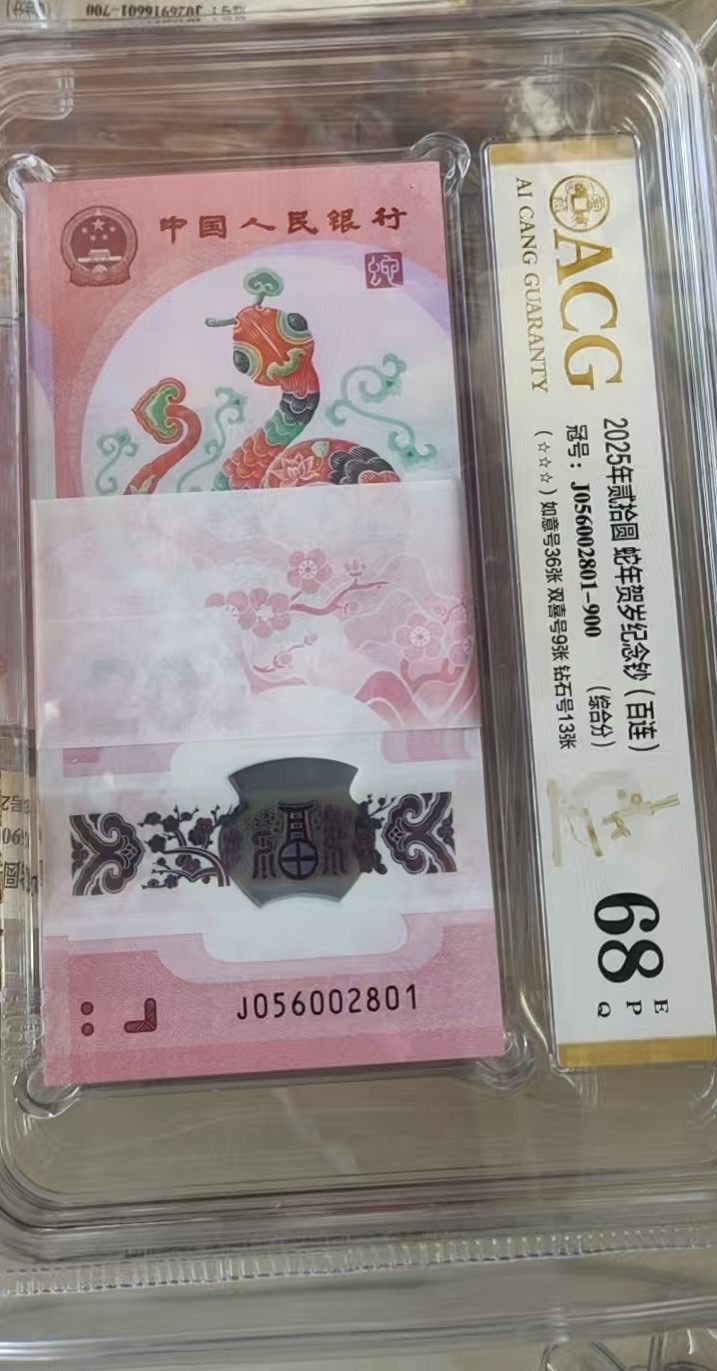 J026916601-700
中国人民银行
J056002801
ACG
AI CANG GUARANTY
2025年贰拾圆 蛇年贺岁纪念钞（百连）
冠号：J056002801-900 （综合分）
（☆☆☆）如意号36张 双喜号9张 钻石号13张
68
E
P
Q